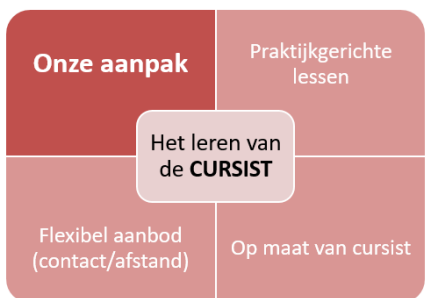 Onze aanpak
Praktijkgerichte
lessen
Het leren van
de CURSIST
Flexibel aanbod
(contact/afstand)
Op maat van cursist